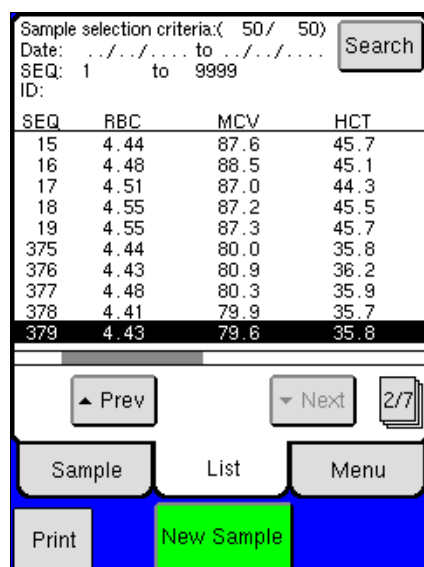 Sample selection criteria:( 50/ 50)
Date: ../../.... to ../../....
Search
SEQ: 1 to 9999
ID:
SEQ RBC MCV HCT
15 4.44 87.6 45.7
16 4.48 88.5 45.1
17 4.51 87.0 44.3
18 4.55 87.2 45.5
19 4.55 87.3 45.7
375 4.44 80.0 35.8
376 4.43 80.9 36.2
377 4.48 80.3 35.9
378 4.41 79.9 35.7
379 4.43 79.6 35.8
Prev Next 2/7
Sample List Menu
Print New Sample